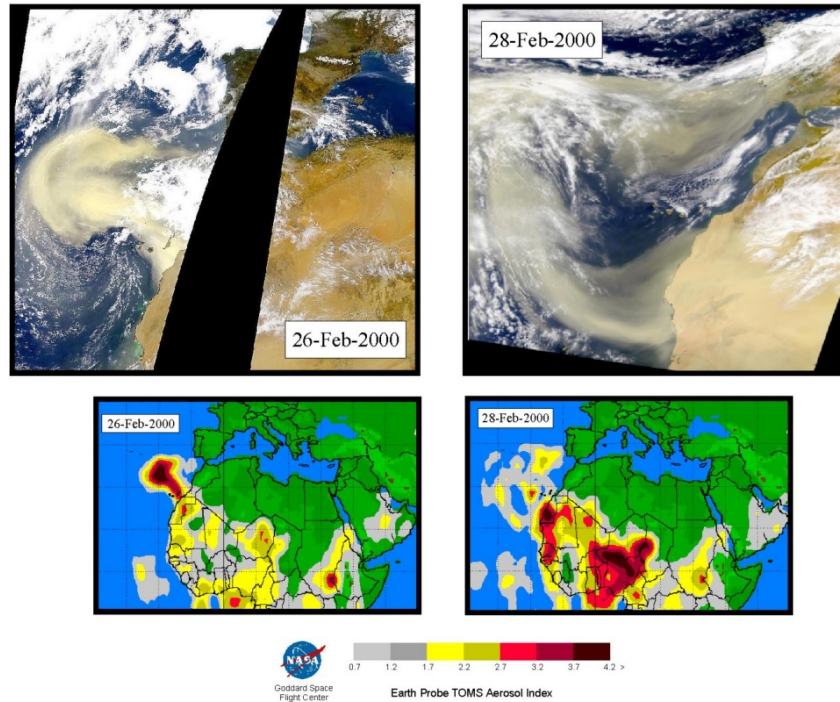 26-Feb-2000
28-Feb-2000
26-Feb-2000
28-Feb-2000
NASA
Goddard Space
Flight Center
0.7 1.2 1.7 2.2 2.7 3.2 3.7 4.2 >
Earth Probe TOMS Aerosol Index